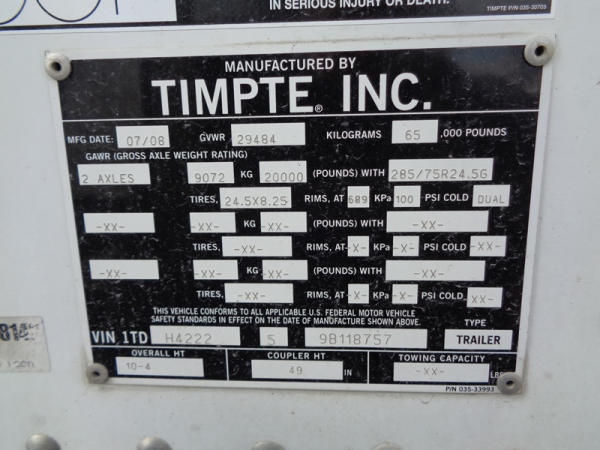 IN SERIOUS INJURY OR DEATH.
TIMPTE P/N 035-30705
MANUFACTURED BY
TIMPTE® INC.
MFG DATE: 07/08 GVWR 29484 KILOGRAMS 65 ,000 POUNDS
GAWR (GROSS AXLE WEIGHT RATING)
2 AXLES 9072 KG 20000 (POUNDS) WITH 285/75R24.5G
TIRES, 24.5X8.25 RIMS, AT 689 KPa 100 PSI COLD DUAL
-XX- -XX- KG -XX- (POUNDS) WITH -XX-
TIRES, -XX- RIMS, AT -X- KPa -X- PSI COLD -XX-
-XX- -XX- KG -XX- (POUNDS) WITH -XX-
TIRES, -XX- RIMS, AT -X- KPa -X- PSI COLD XX-
THIS VEHICLE CONFORMS TO ALL APPLICABLE U.S. FEDERAL MOTOR VEHICLE
SAFETY STANDARDS IN EFFECT ON THE DATE OF MANUFACTURE SHOWN ABOVE. TYPE
VIN 1TD H4222 5 9B118757 TRAILER
OVERALL HT COUPLER HT TOWING CAPACITY
10-4 49 IN -XX- LBS
P/N 035-33993